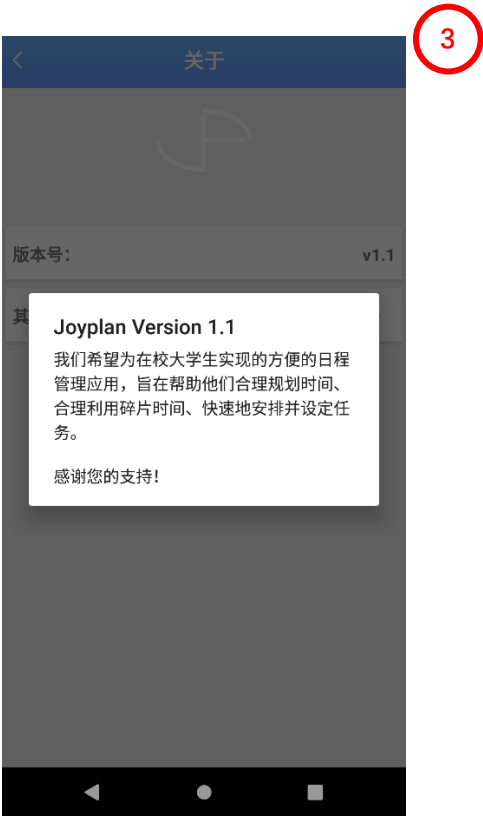 3
关于
版本号：
v1.1
其
Joyplan Version 1.1
我们希望为在校大学生实现的方便的日程
管理应用，旨在帮助他们合理规划时间、
合理利用碎片时间、快速地安排并设定任
务。
感谢您的支持！